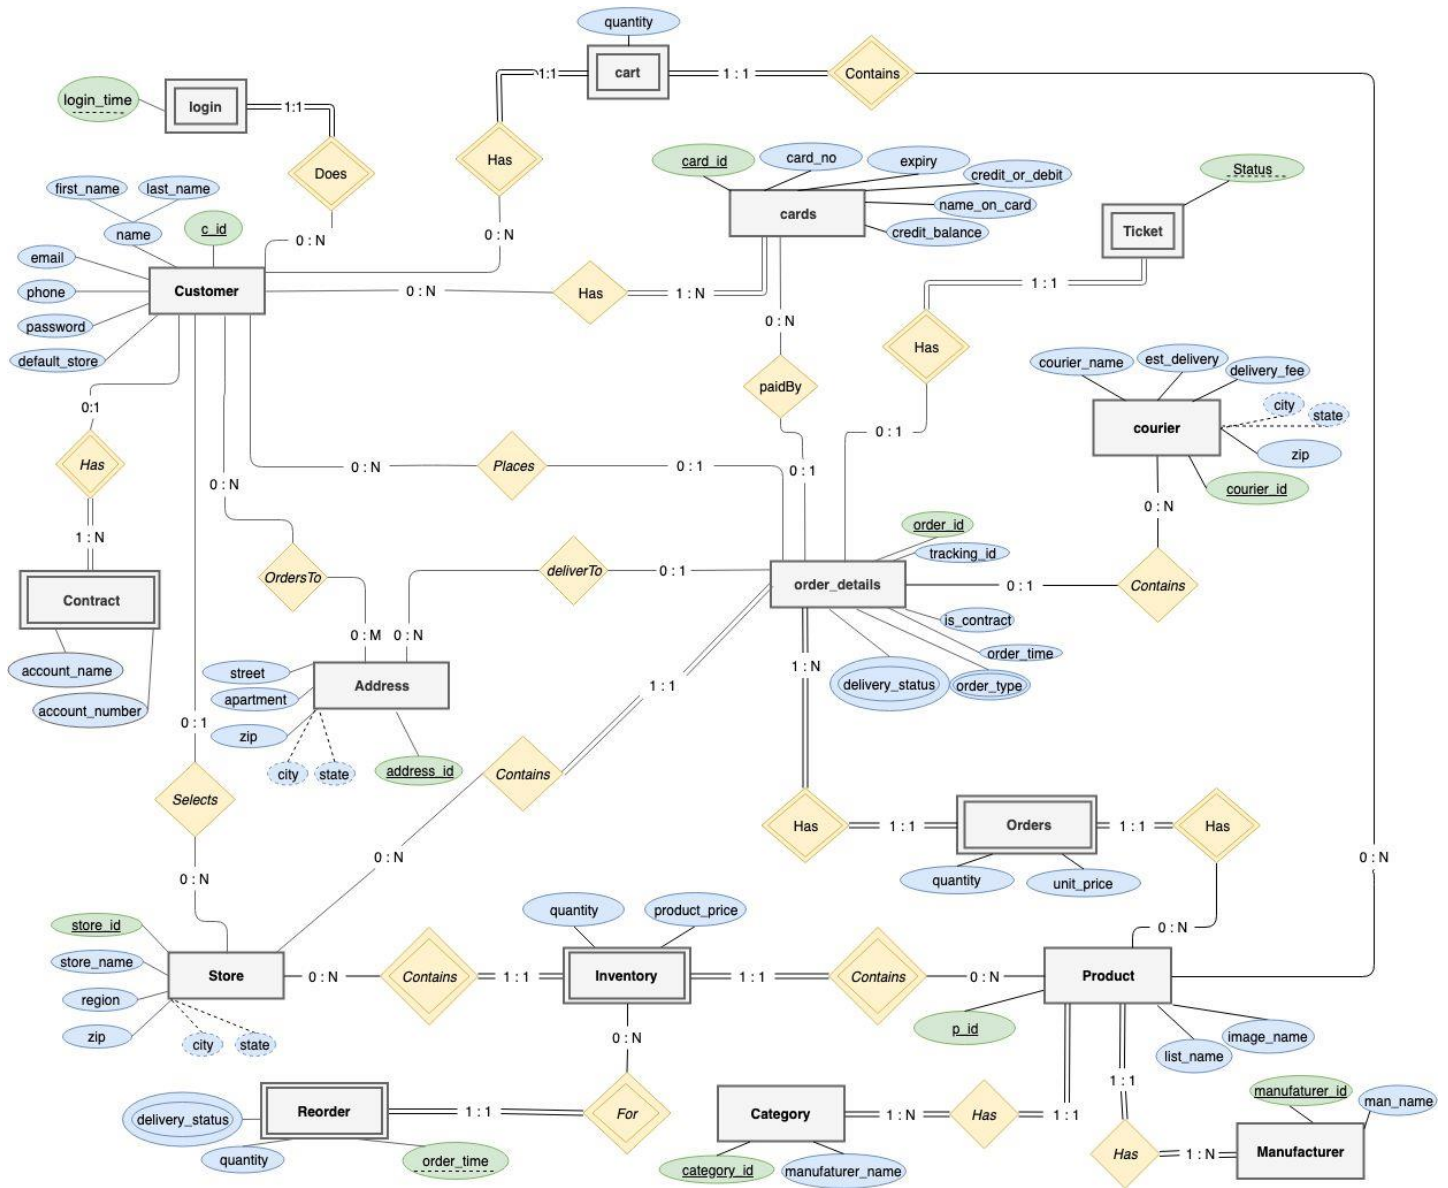 quantity
cart
1:1
1 : 1
Contains
login_time
login
1:1
Does
Has
first_name
last_name
name
c_id
0 : N
0 : N
email
phone
password
default_store
Customer
0 : N
Has
1 : N
card_id
card_no
expiry
credit_or_debit
name_on_card
credit_balance
cards
Status
Ticket
1 : 1
Has
0 : 1
0 : N
paidBy
0 : 1
courier_name
est_delivery
delivery_fee
city
state
zip
courier_id
courier
0 : N
Contains
0 : 1
0:1
Has
1 : N
Contract
account_name
account_number
0 : N
Places
0 : 1
0 : N
OrdersTo
0 : M
0 : N
deliverTo
0 : 1
order_id
tracking_id
order_details
is_contract
order_time
order_type
delivery_status
street
apartment
zip
city
state
address_id
Address
1 : 1
1 : N
0 : 1
Selects
0 : N
Contains
0 : N
Has
1 : 1
Orders
1 : 1
Has
quantity
unit_price
0 : N
0 : N
store_id
store_name
region
zip
city
state
Store
0 : N
Contains
1 : 1
quantity
product_price
Inventory
1 : 1
Contains
0 : N
Product
p_id
list_name
image_name
0 : N
delivery_status
quantity
order_time
Reorder
1 : 1
For
Category
category_id
manufaturer_name
1 : N
Has
1 : 1
1 : 1
Has
1 : N
manufaturer_id
man_name
Manufacturer